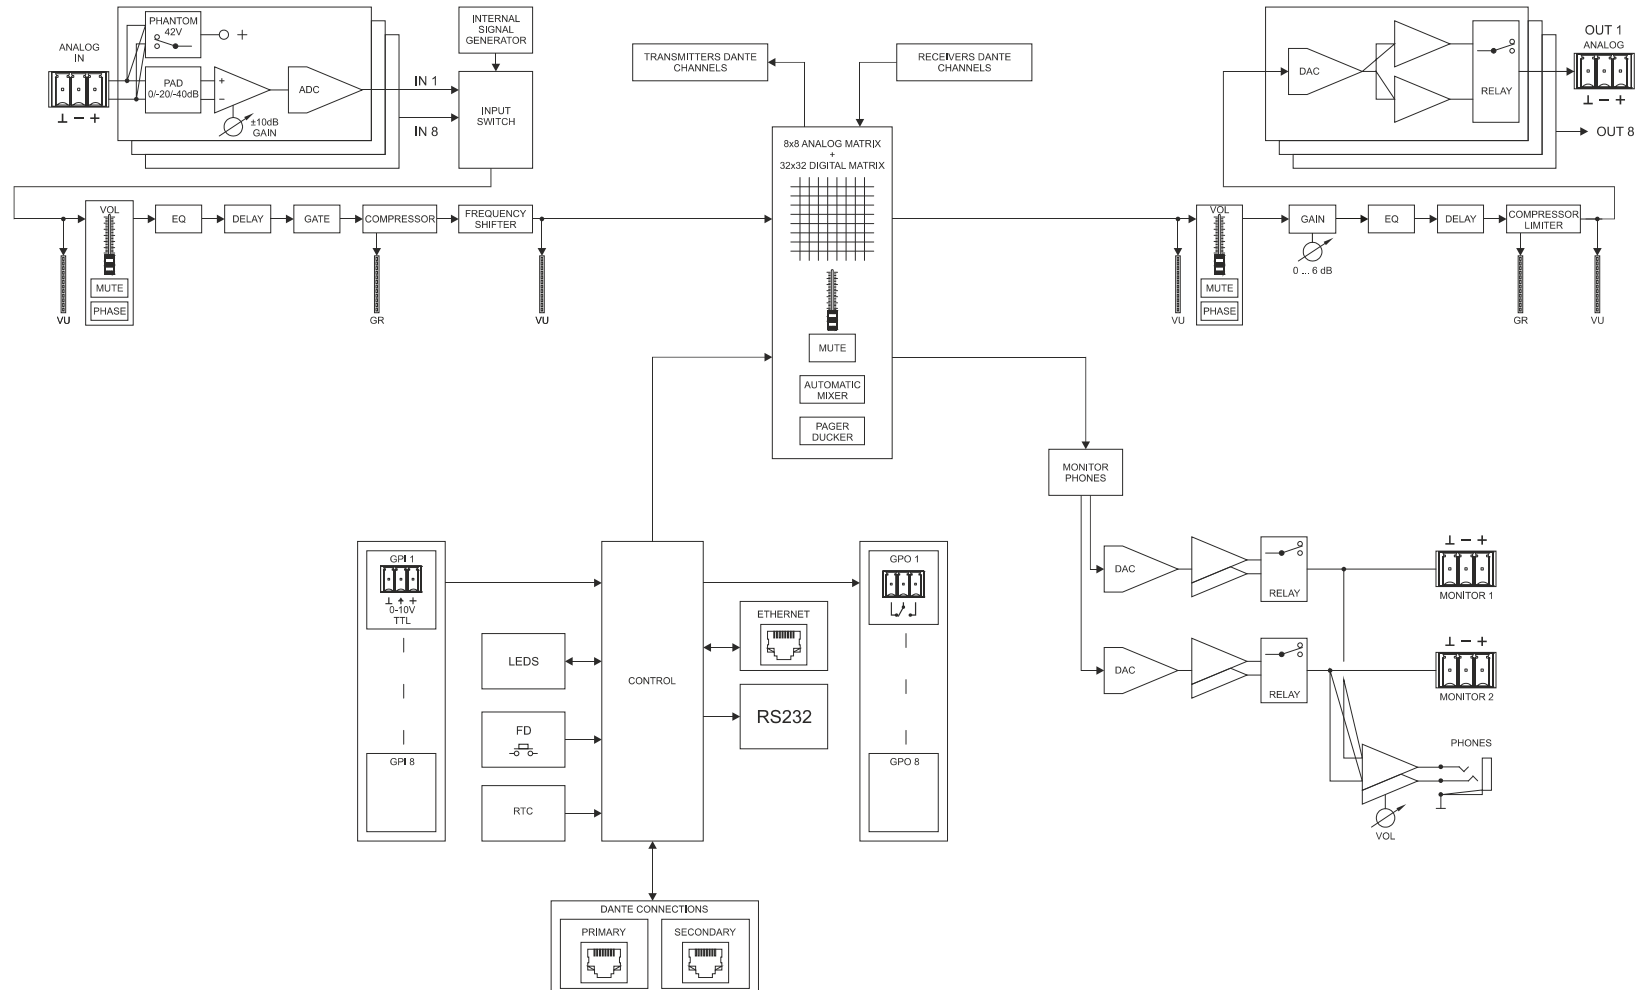 ANALOG
IN
⊥ − +
PHANTOM
42V
+
PAD
0/-20/-40dB
+
−
±10dB
GAIN
ADC
IN 1
IN 8
INTERNAL
SIGNAL
GENERATOR
INPUT
SWITCH
TRANSMITTERS DANTE
CHANNELS
RECEIVERS DANTE
CHANNELS
8x8 ANALOG MATRIX
+
32x32 DIGITAL MATRIX
MUTE
AUTOMATIC
MIXER
PAGER
DUCKER
DAC
RELAY
OUT 1
ANALOG
⊥ − +
OUT 8
VU
VOL
MUTE
PHASE
EQ
DELAY
GATE
COMPRESSOR
GR
FREQUENCY
SHIFTER
VU
VU
VOL
MUTE
PHASE
GAIN
0 ... 6 dB
EQ
DELAY
COMPRESSOR
LIMITER
GR
VU
MONITOR
PHONES
DAC
RELAY
⊥ − +
MONITOR 1
DAC
RELAY
⊥ − +
MONITOR 2
PHONES
VOL
GPI 1
⊥ ↑ +
0-10V
TTL
GPI 8
LEDS
FD
RTC
CONTROL
ETHERNET
RS232
GPO 1
GPO 8
DANTE CONNECTIONS
PRIMARY
SECONDARY